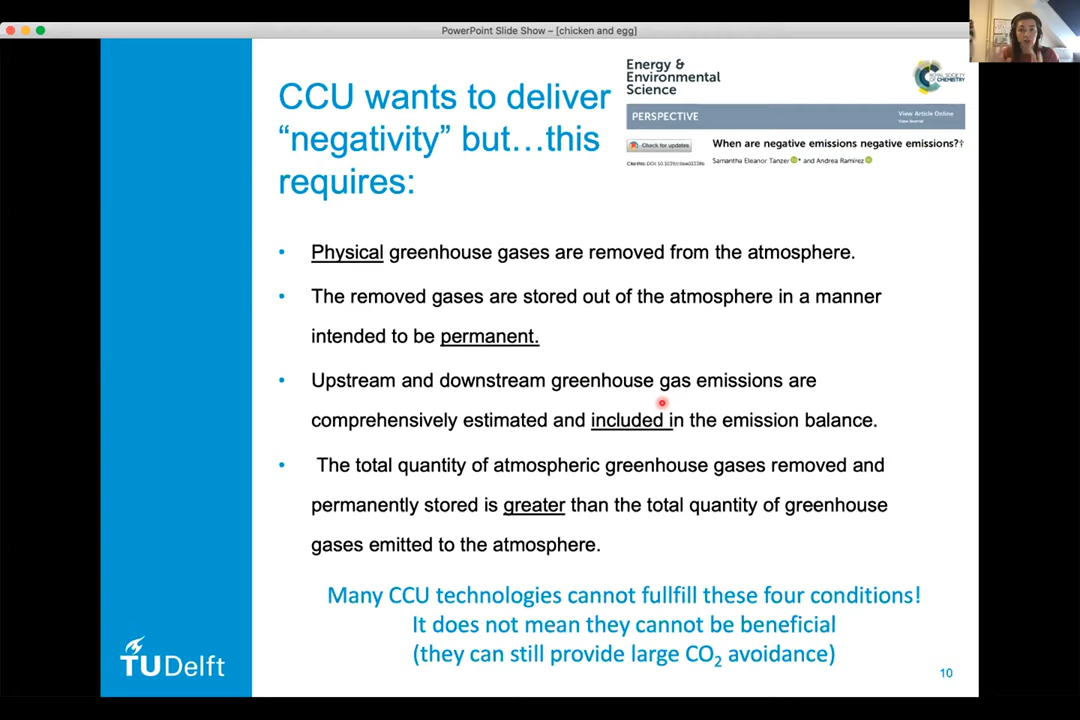 PowerPoint Slide Show – [chicken and egg]
CCU wants to deliver
“negativity” but…this
requires:
Energy &
Environmental
Science
PERSPECTIVE
View Article Online
View Journal
Check for updates
When are negative emissions negative emissions?†
Samantha Eleanor Tanzer * and Andrea Ramírez
• Physical greenhouse gases are removed from the atmosphere.
• The removed gases are stored out of the atmosphere in a manner
intended to be permanent.
• Upstream and downstream greenhouse gas emissions are
comprehensively estimated and included in the emission balance.
• The total quantity of atmospheric greenhouse gases removed and
permanently stored is greater than the total quantity of greenhouse
gases emitted to the atmosphere.
Many CCU technologies cannot fullfill these four conditions!
It does not mean they cannot be beneficial
(they can still provide large CO₂ avoidance)
TUDelft
10